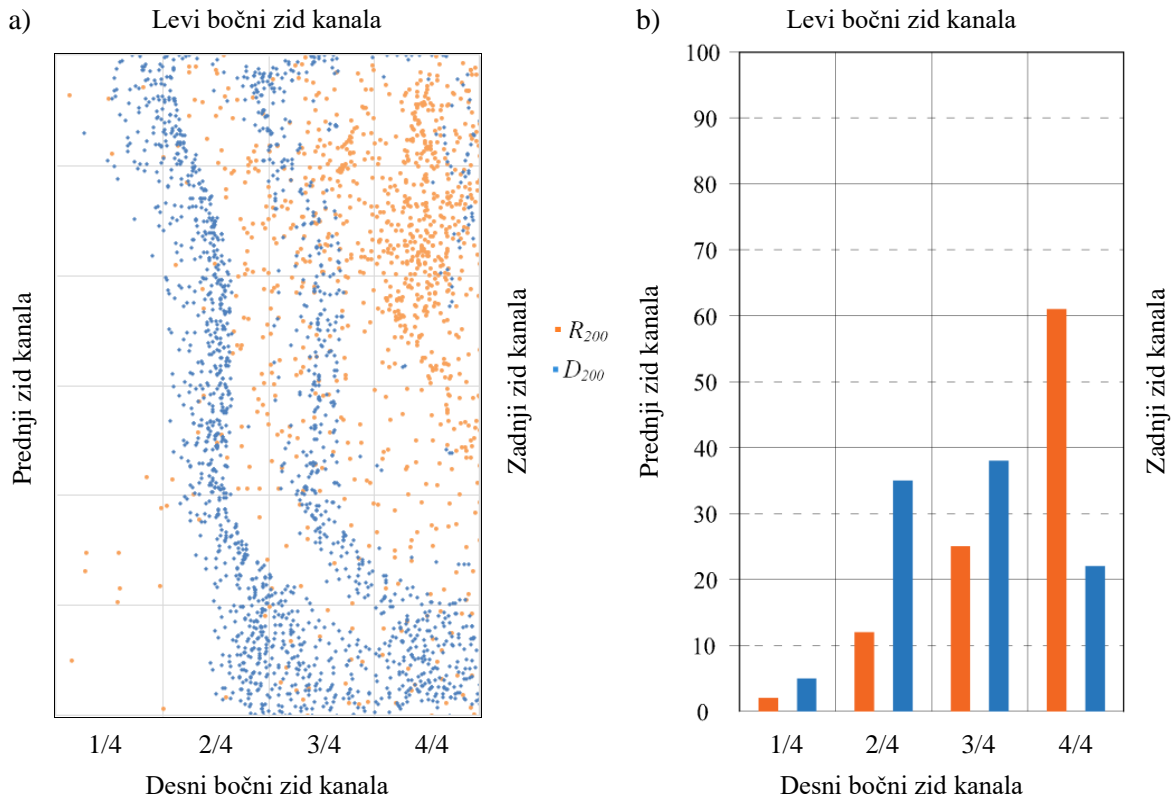 a)
Levi bočni zid kanala
Prednji zid kanala
Zadnji zid kanala
1/4 2/4 3/4 4/4
Desni bočni zid kanala
R200
D200
b)
Levi bočni zid kanala
100
90
80
70
60
50
40
30
20
10
0
Prednji zid kanala
Zadnji zid kanala
1/4 2/4 3/4 4/4
Desni bočni zid kanala